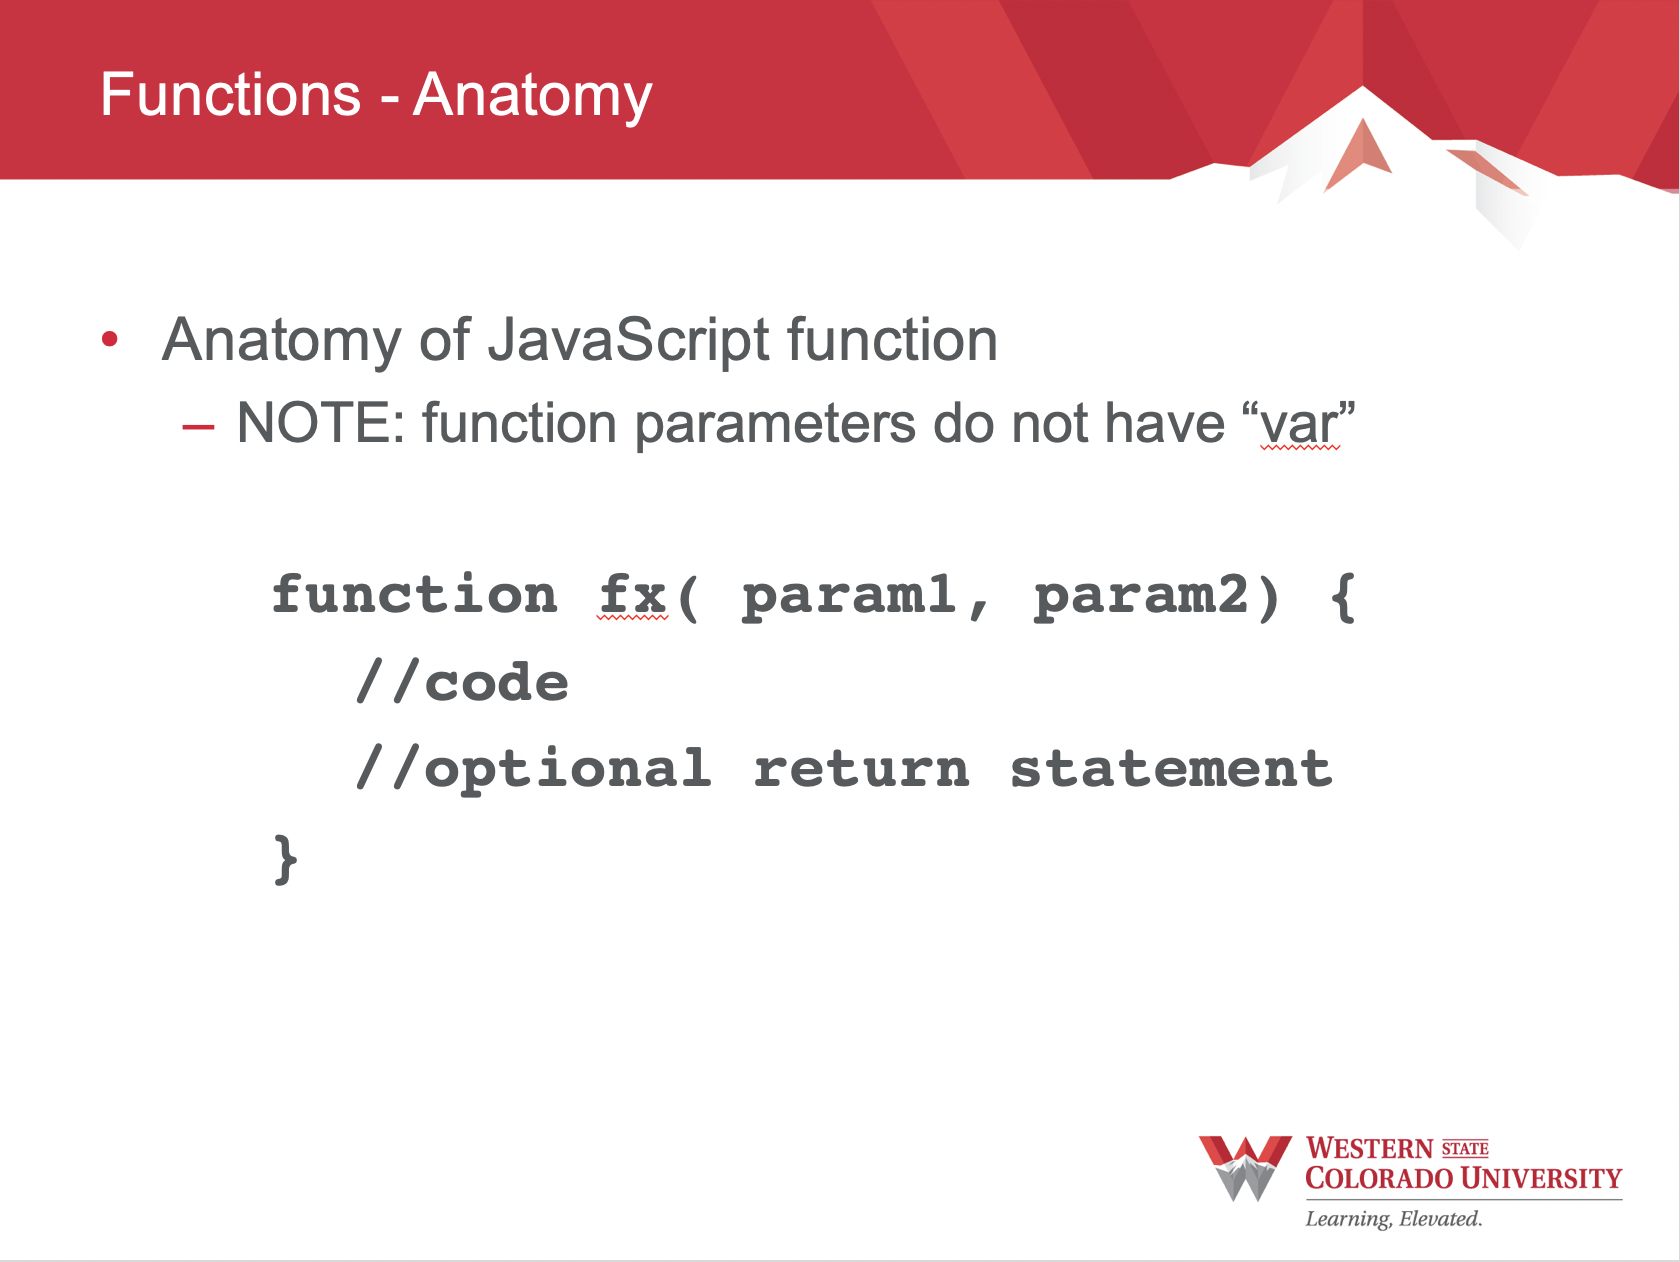 Functions - Anatomy
• Anatomy of JavaScript function
– NOTE: function parameters do not have “var”
function fx( param1, param2) {
//code
//optional return statement
}
WESTERN STATE
COLORADO UNIVERSITY
Learning, Elevated.